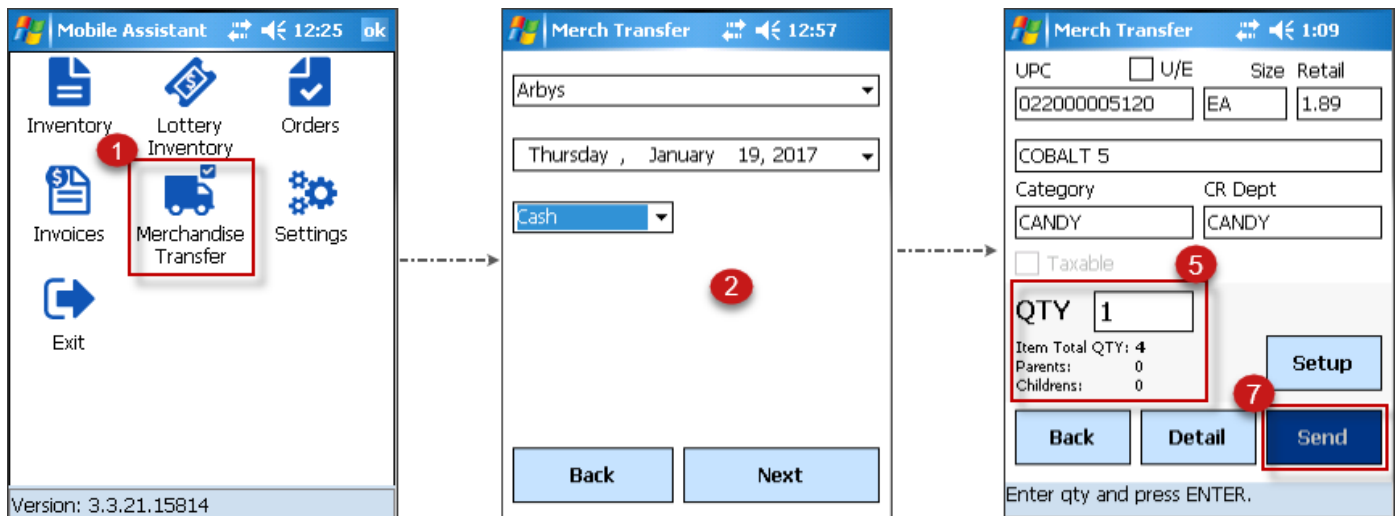 Mobile Assistant 12:25 ok
Inventory
Lottery
Inventory
Orders
1
Invoices
Merchandise
Transfer
Settings
Exit
Version: 3.3.21.15814
Merch Transfer 12:57
Arbys
Thursday , January 19, 2017
Cash
2
Back Next
Merch Transfer 1:09
UPC U/E Size Retail
022000005120 EA 1.89
COBALT 5
Category CR Dept
CANDY CANDY
Taxable
5
QTY 1
Item Total QTY: 4
Parents: 0
Childrens: 0
Setup
7
Back Detail Send
Enter qty and press ENTER.